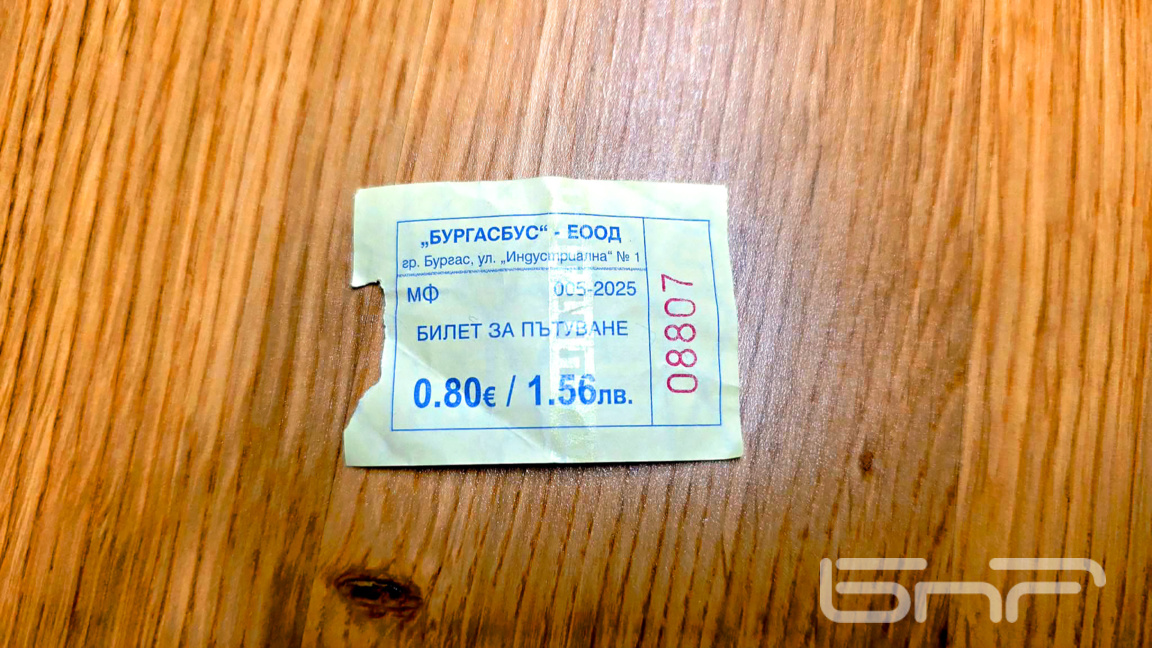 „БУРГАСБУС“ - ЕООД
гр. Бургас, ул. „Индустриална“ № 1
МФ 005-2025
БИЛЕТ ЗА ПЪТУВАНЕ
0.80€ / 1.56лв.
08807
БНР